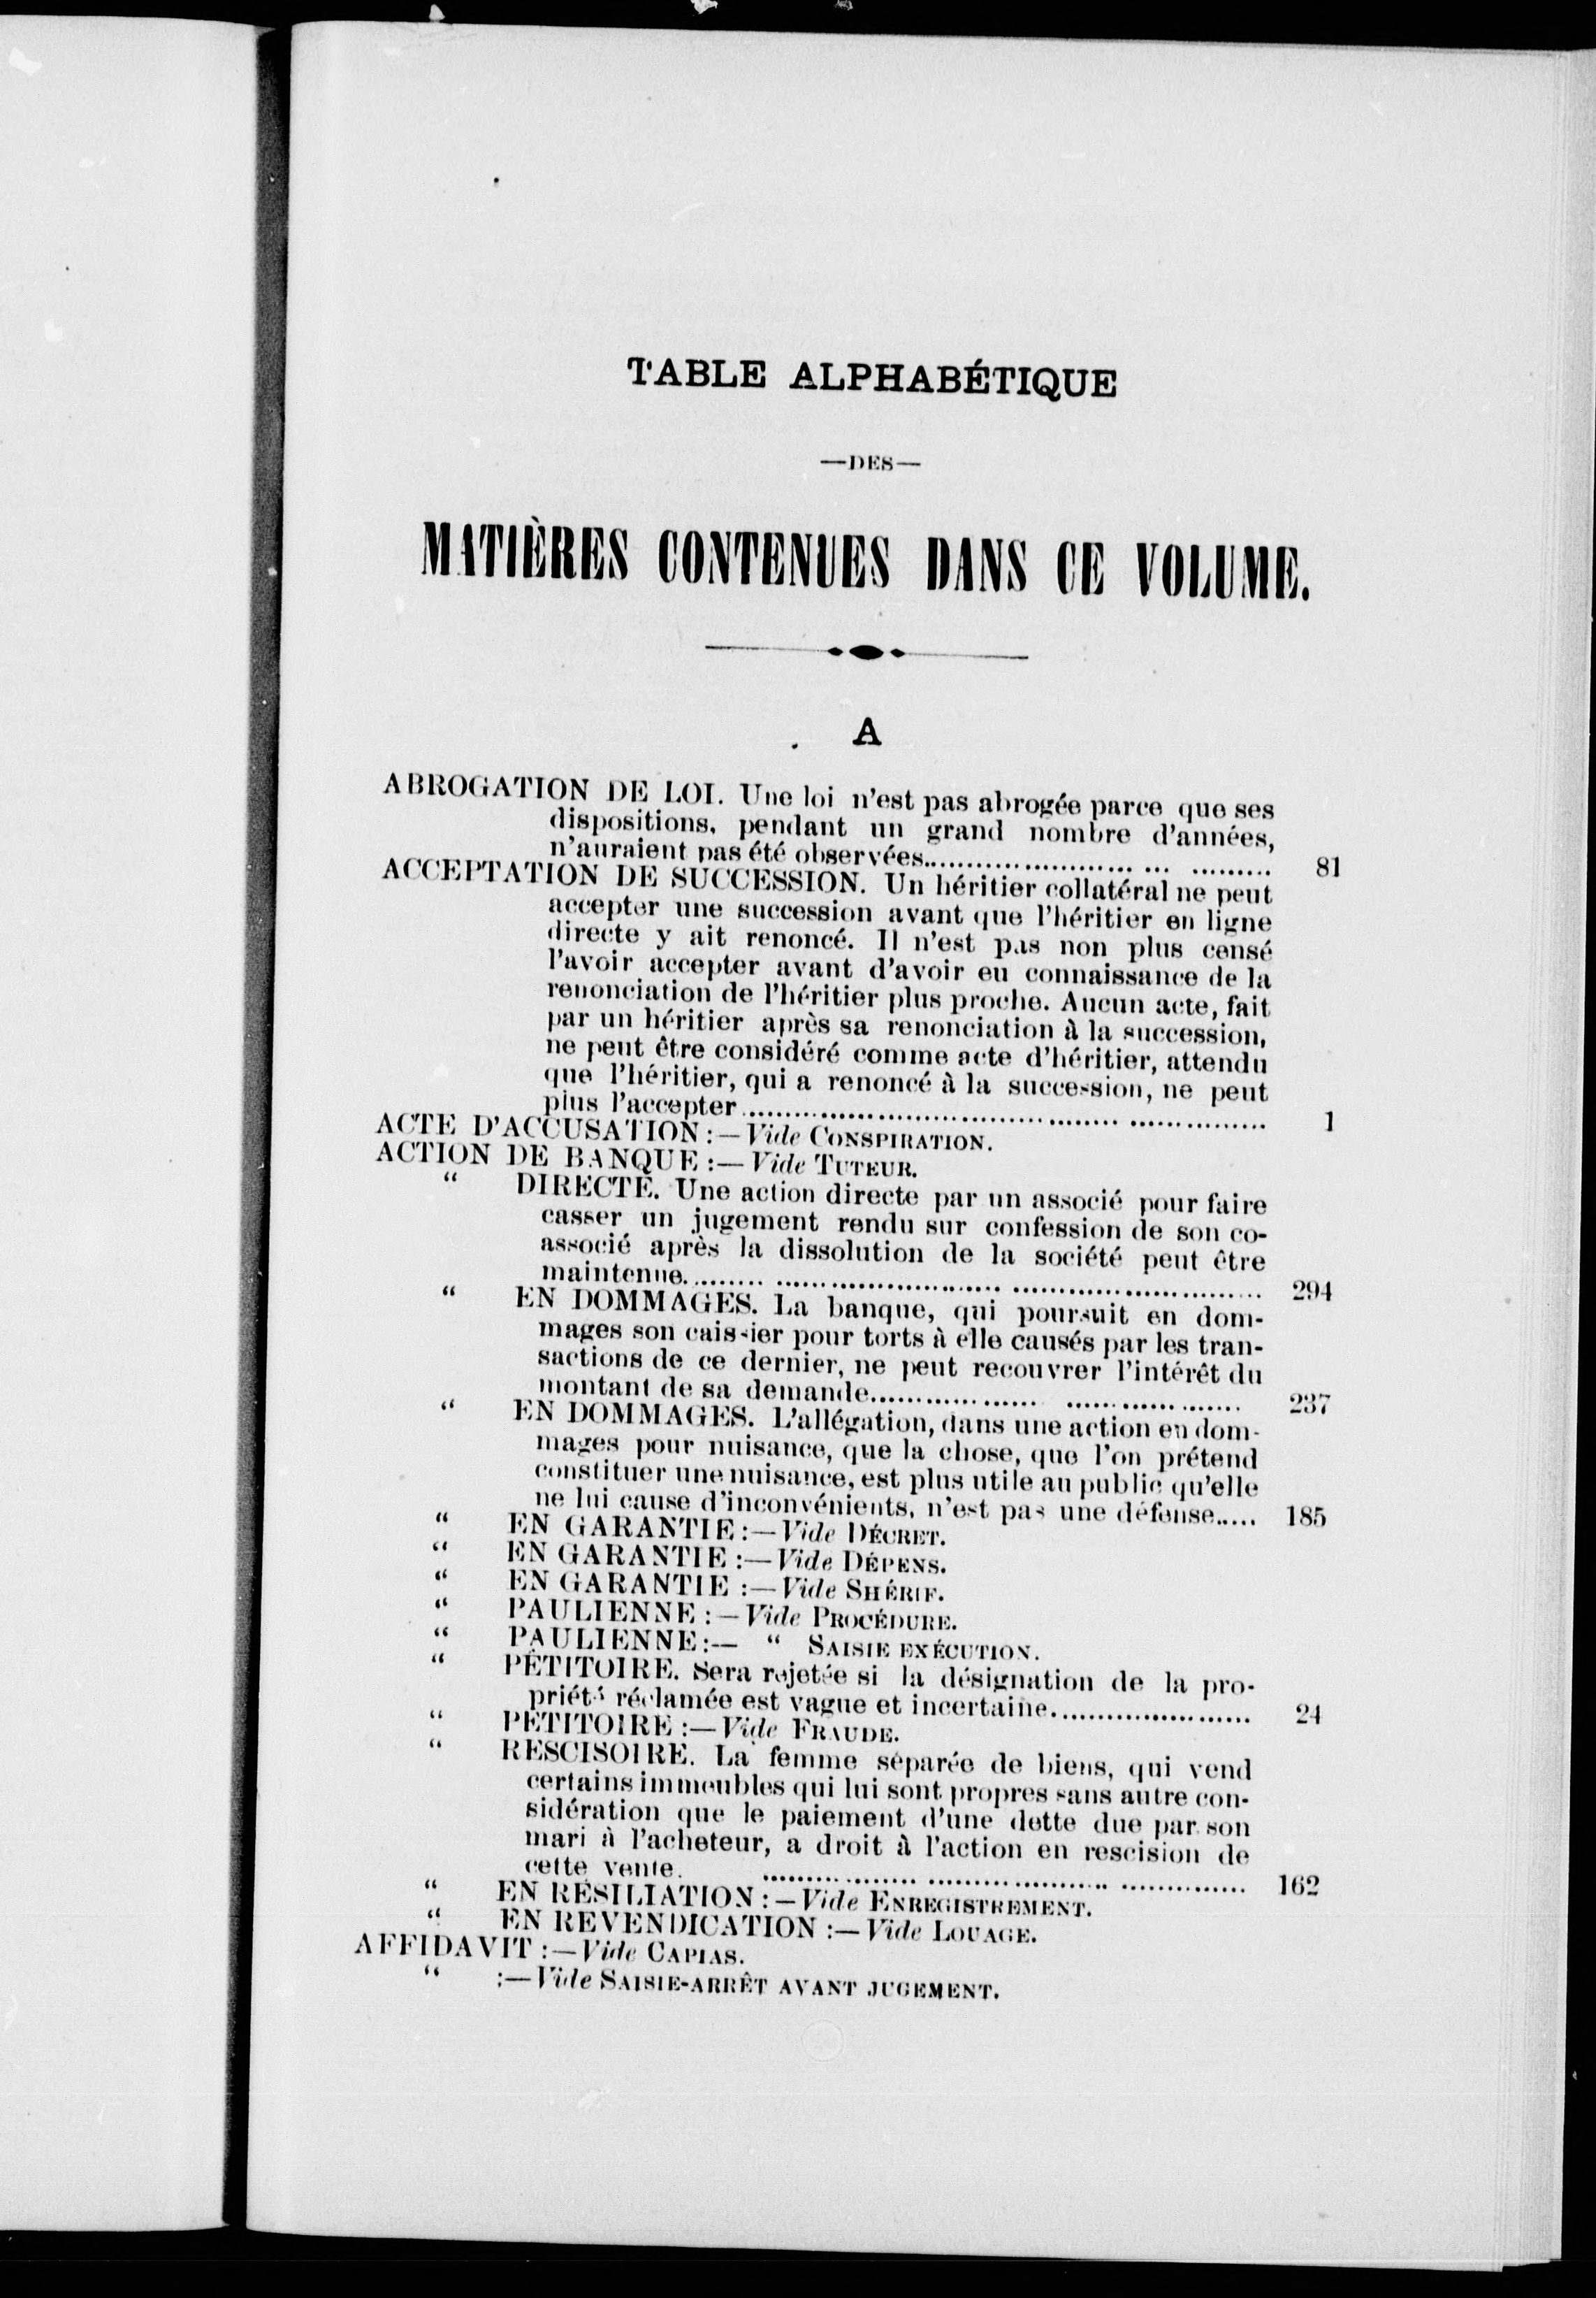 TABLE ALPHABÉTIQUE
—DES—
MATIÈRES CONTENUES DANS CE VOLUME.
A
ABROGATION DE LOI. Une loi n'est pas abrogée parce que ses
dispositions, pendant un grand nombre d'années,
n'auraient pas été observées.......................... ... ......... 81
ACCEPTATION DE SUCCESSION. Un héritier collatéral ne peut
accepter une succession avant que l'héritier en ligne
directe y ait renoncé. Il n'est pas non plus censé
l'avoir accepter avant d'avoir eu connaissance de la
renonciation de l'héritier plus proche. Aucun acte, fait
par un héritier après sa renonciation à la succession,
ne peut être considéré comme acte d'héritier, attendu
que l'héritier, qui a renoncé à la succession, ne peut
plus l'accepter.............................................. ............... 1
ACTE D'ACCUSATION :—Vide CONSPIRATION.
ACTION DE BANQUE :—Vide TUTEUR.
“ DIRECTE. Une action directe par un associé pour faire
casser un jugement rendu sur confession de son co-
associé après la dissolution de la société peut être
maintenue......... .......................... ............................ 294
“ EN DOMMAGES. La banque, qui poursuit en dom-
mages son caissier pour torts à elle causés par les tran-
sactions de ce dernier, ne peut recouvrer l'intérêt du
montant de sa demande................... .................... 237
“ EN DOMMAGES. L'allégation, dans une action en dom-
mages pour nuisance, que la chose, que l'on prétend
constituer une nuisance, est plus utile au public qu'elle
ne lui cause d'inconvénients, n'est pas une défense..... 185
“ EN GARANTIE :—Vide DÉCRET.
“ EN GARANTIE :—Vide DÉPENS.
“ EN GARANTIE :—Vide SHÉRIF.
“ PAULIENNE :—Vide PROCÉDURE.
“ PAULIENNE:— “ SAISIE EXÉCUTION.
“ PÉTITOIRE. Sera rejetée si la désignation de la pro-
priété réclamée est vague et incertaine...................... 24
“ PÉTITOIRE :—Vide FRAUDE.
“ RESCISOIRE. La femme séparée de biens, qui vend
certains immeubles qui lui sont propres sans autre con-
sidération que le paiement d'une dette due par son
mari à l'acheteur, a droit à l'action en rescision de
cette vente. ......... ........ ..................... .............. 162
“ EN RÉSILIATION :—Vide ENREGISTREMENT.
“ EN REVENDICATION :—Vide LOUAGE.
AFFIDAVIT :—Vide CAPIAS.
“ :—Vide SAISIE-ARRÊT AVANT JUGEMENT.